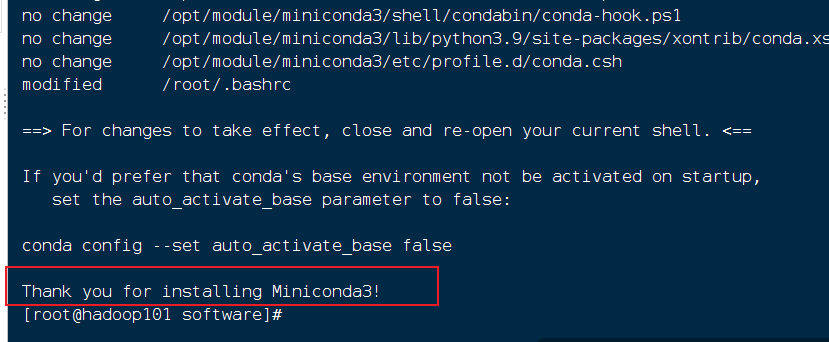 no change     /opt/module/miniconda3/shell/condabin/conda-hook.ps1
no change     /opt/module/miniconda3/lib/python3.9/site-packages/xontrib/conda.xs
no change     /opt/module/miniconda3/etc/profile.d/conda.csh
modified      /root/.bashrc
==> For changes to take effect, close and re-open your current shell. <==
If you'd prefer that conda's base environment not be activated on startup,
   set the auto_activate_base parameter to false:
conda config --set auto_activate_base false
Thank you for installing Miniconda3!
[root@hadoop101 software]#